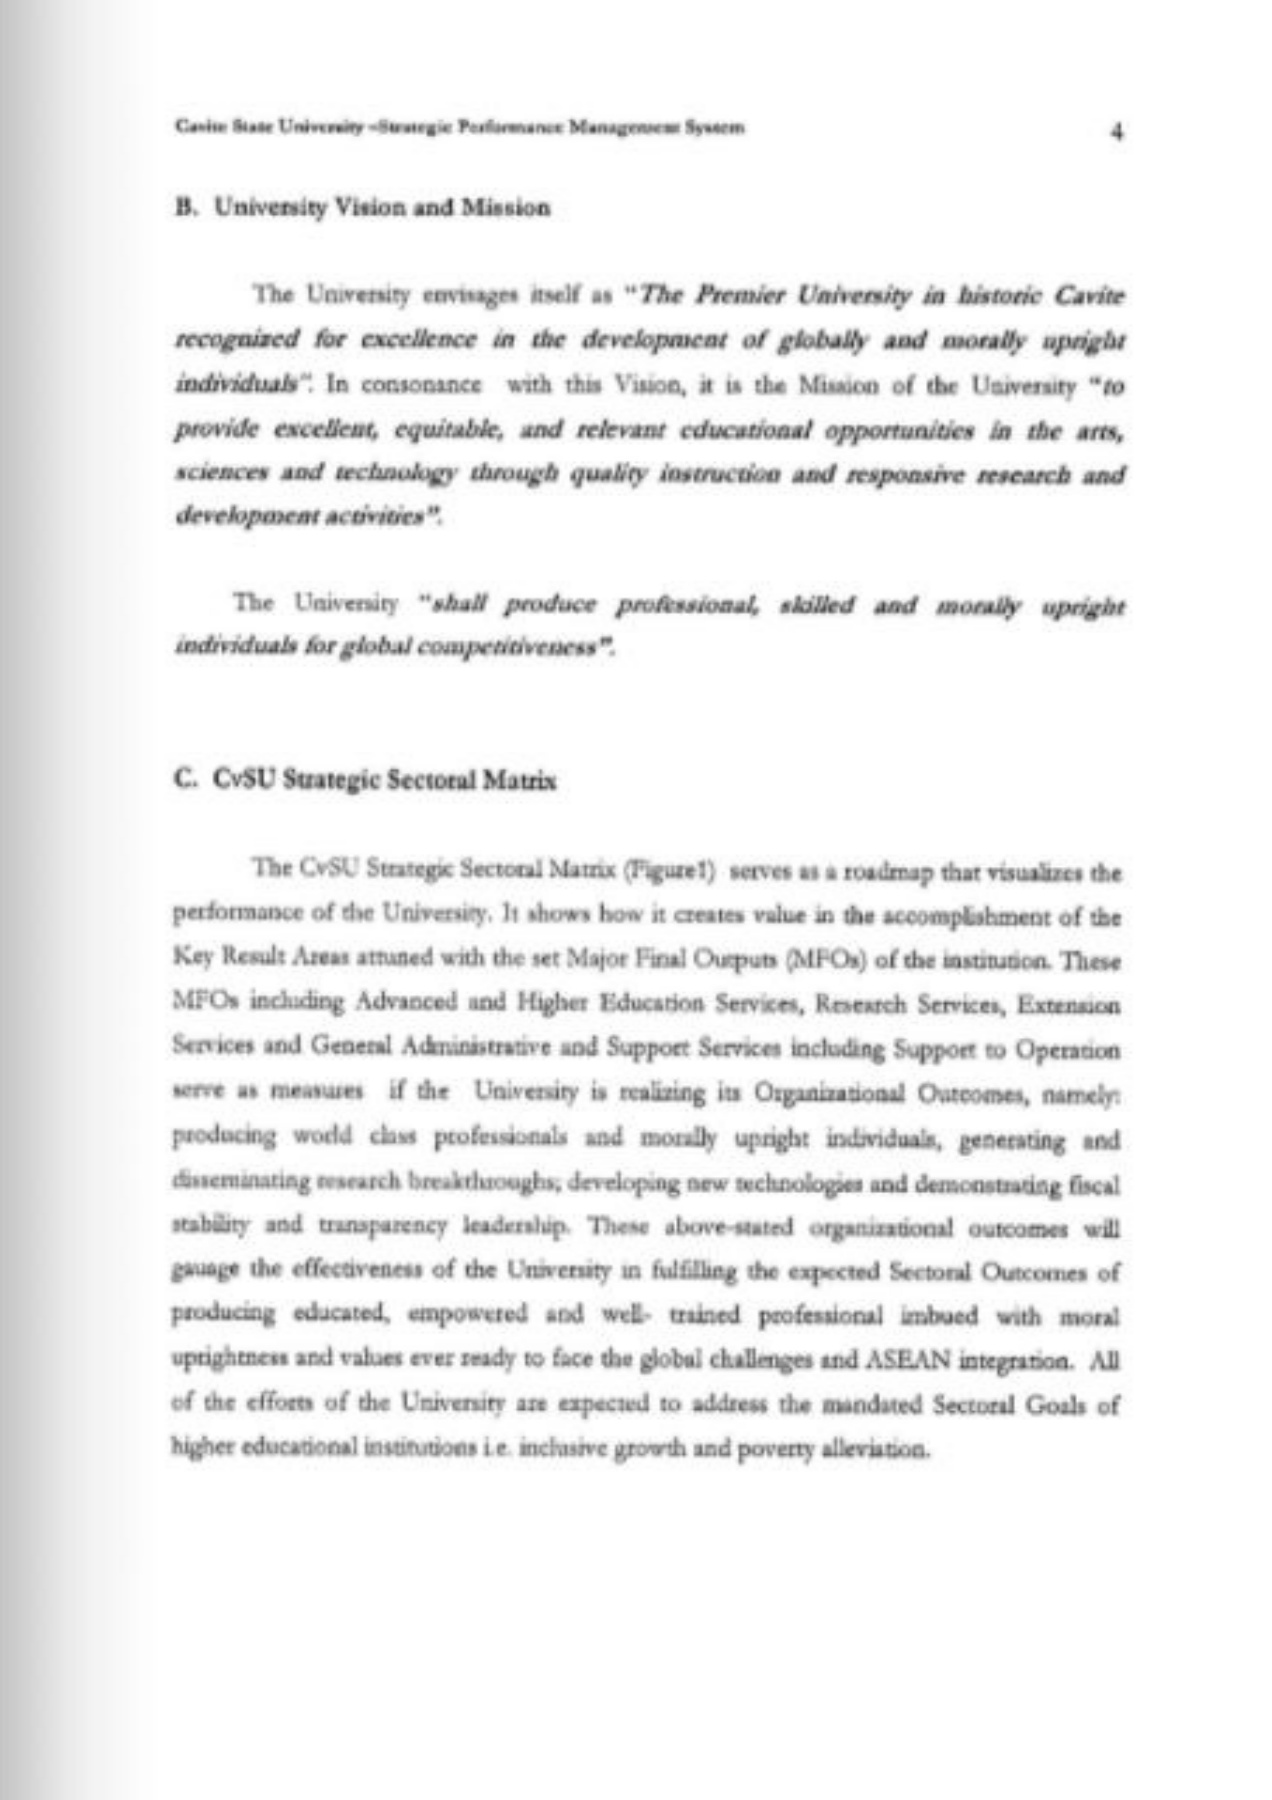 Cavite State University –Strategic Performance Management System
4
B. University Vision and Mission
The University envisages itself as "The Premier University in historic Cavite
recognized for excellence in the development of globally and morally upright
individuals". In consonance with this Vision, it is the Mission of the University "to
provide excellent, equitable, and relevant educational opportunities in the arts,
sciences and technology through quality instruction and responsive research and
development activities".
The University "shall produce professional, skilled and morally upright
individuals for global competitiveness".
C. CvSU Strategic Sectoral Matrix
The CvSU Strategic Sectoral Matrix (Figure1) serves as a roadmap that visualizes the
performance of the University. It shows how it creates value in the accomplishment of the
Key Result Areas attuned with the set Major Final Outputs (MFOs) of the institution. These
MFOs including Advanced and Higher Education Services, Research Services, Extension
Services and General Administrative and Support Services including Support to Operation
serve as measures if the University is realizing its Organizational Outcomes, namely:
producing world class professionals and morally upright individuals, generating and
disseminating research breakthroughs; developing new technologies and demonstrating fiscal
stability and transparency leadership. These above-stated organizational outcomes will
gauage the effectiveness of the University in fulfilling the expected Sectoral Outcomes of
producing educated, empowered and well- trained professional imbued with moral
uprightness and values ever ready to face the global challenges and ASEAN integration. All
of the efforts of the University are expected to address the mandated Sectoral Goals of
higher educational institutions i.e. inclusive growth and poverty alleviation.